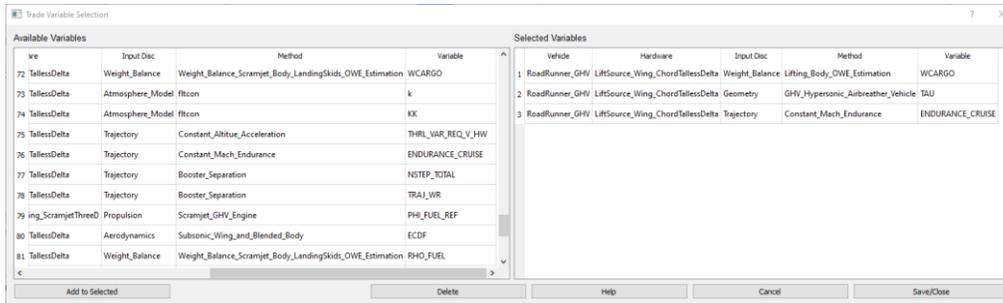 Trade Variable Selection ?
Available Variables
Selected Variables
are Input Disc Method Variable
72 TallessDelta Weight_Balance Weight_Balance_Scramjet_Body_LandingSkids_OWE_Estimation WCARGO
73 TallessDelta Atmosphere_Model fltcon k
74 TallessDelta Atmosphere_Model fltcon KK
75 TallessDelta Trajectory Constant_Altitue_Acceleration THRL_VAR_REQ_V_HW
76 TallessDelta Trajectory Constant_Mach_Endurance ENDURANCE_CRUISE
77 TallessDelta Trajectory Booster_Separation NSTEP_TOTAL
78 TallessDelta Trajectory Booster_Separation TRAJ_WR
79 ing_ScramjetThreeD Propulsion Scramjet_GHV_Engine PHI_FUEL_REF
80 TallessDelta Aerodynamics Subsonic_Wing_and_Blended_Body ECDF
81 TallessDelta Weight_Balance Weight_Balance_Scramjet_Body_LandingSkids_OWE_Estimation RHO_FUEL
Vehicle Hardware Input Disc Method Variable
1 RoadRunner_GHV LiftSource_Wing_ChordTallessDelta Weight_Balance Lifting_Body_OWE_Estimation WCARGO
2 RoadRunner_GHV LiftSource_Wing_ChordTallessDelta Geometry GHV_Hypersonic_Airbreather_Vehicle TAU
3 RoadRunner_GHV LiftSource_Wing_ChordTallessDelta Trajectory Constant_Mach_Endurance ENDURANCE_CRUISE
Add to Selected Delete Help Cancel Save/Close